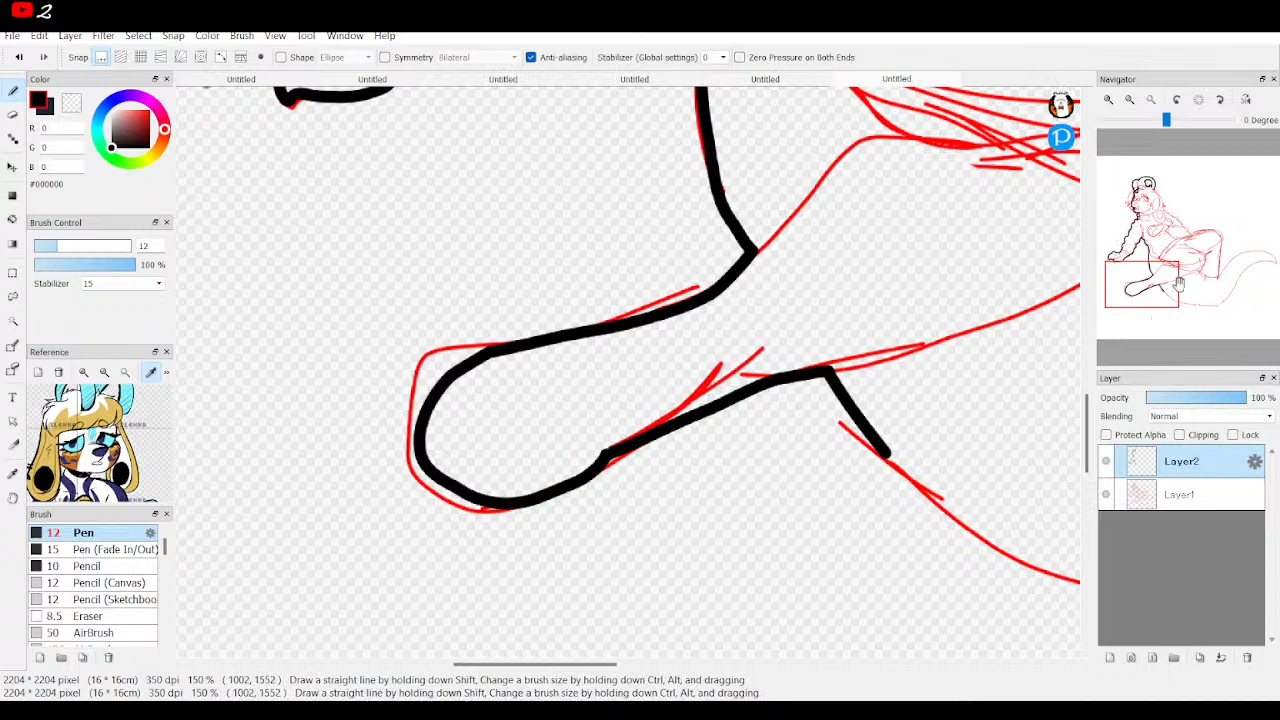 2
File Edit Layer Filter Select Snap Color Brush View Tool Window Help
Snap Shape Ellipse Symmetry Bilateral Anti-aliasing Stabilizer (Global settings) 0 Zero Pressure on Both Ends
Untitled Untitled Untitled Untitled Untitled Untitled
Color
R 0
G 0
B 0
#000000
Brush Control
12
100 %
Stabilizer 15
Reference
Brush
12 Pen
15 Pen (Fade In/Out)
10 Pencil
12 Pencil (Canvas)
12 Pencil (Sketchboo
8.5 Eraser
50 AirBrush
Navigator
0 Degree
Layer
Opacity 100 %
Blending Normal
Protect Alpha Clipping Lock
Layer2
Layer1
2204 * 2204 pixel (16 * 16cm) 350 dpi 150 % ( 1002, 1552 ) Draw a straight line by holding down Shift, Change a brush size by holding down Ctrl, Alt, and dragging
2204 * 2204 pixel (16 * 16cm) 350 dpi 150 % ( 1002, 1552 ) Draw a straight line by holding down Shift, Change a brush size by holding down Ctrl, Alt, and dragging